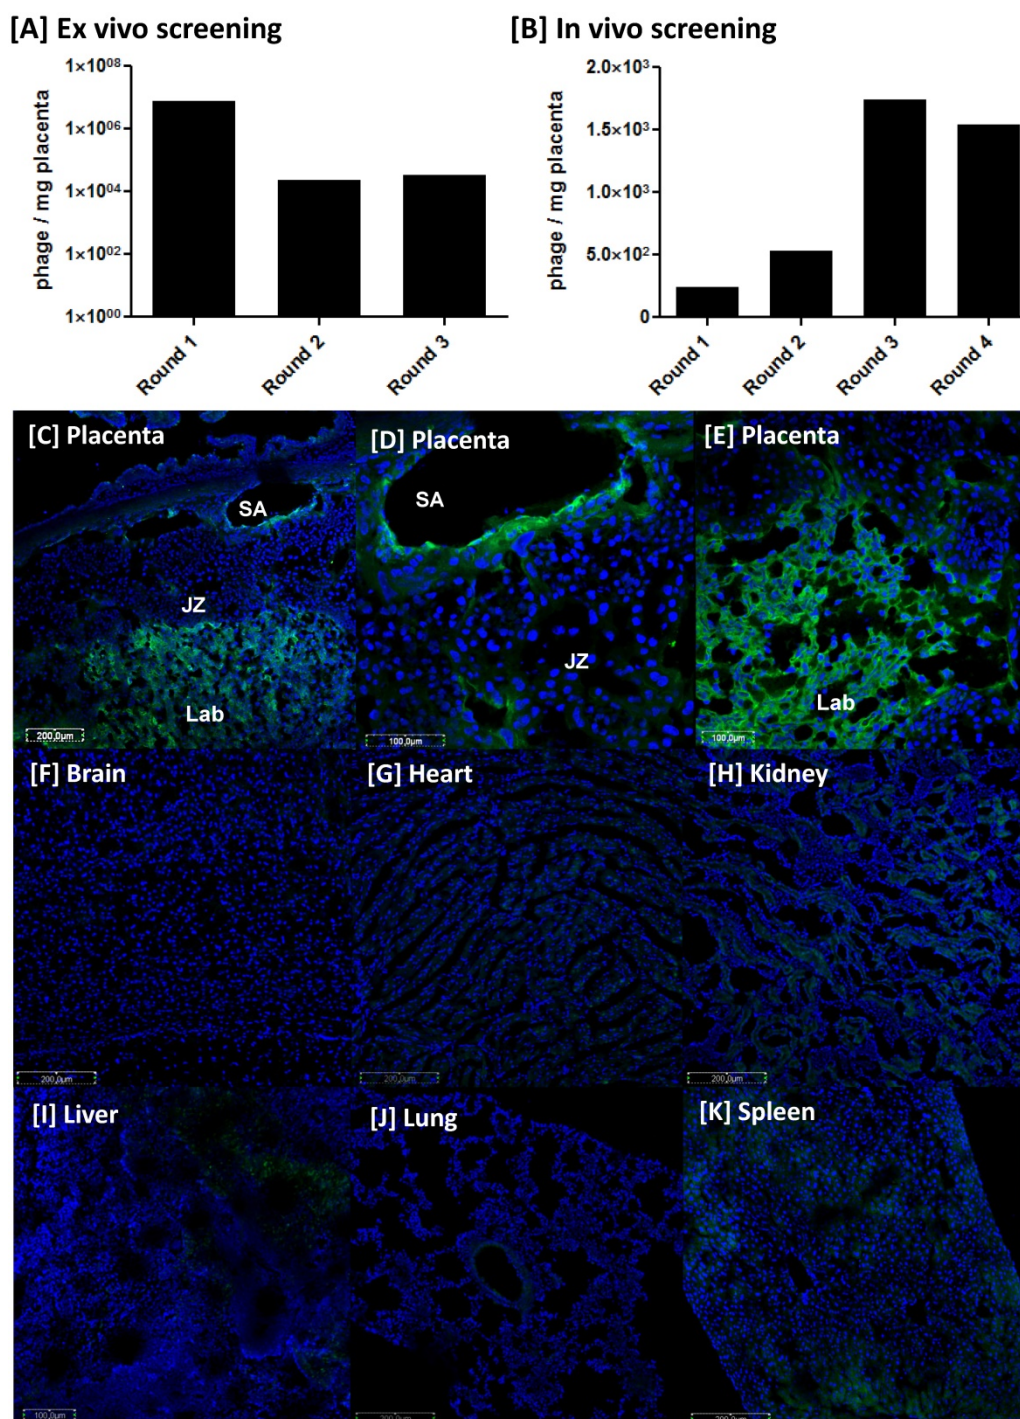 [A] Ex vivo screening
[B] In vivo screening
phage / mg placenta
1×10⁰⁸
1×10⁰⁶
1×10⁰⁴
1×10⁰²
1×10⁰⁰
Round 1
Round 2
Round 3
phage / mg placenta
2.0×10³
1.5×10³
1.0×10³
5.0×10²
0
Round 1
Round 2
Round 3
Round 4
[C] Placenta
SA
JZ
Lab
200.0µm
[D] Placenta
SA
JZ
100.0µm
[E] Placenta
Lab
100.0µm
[F] Brain
200.0µm
[G] Heart
200.0µm
[H] Kidney
200.0µm
[I] Liver
100.0µm
[J] Lung
200.0µm
[K] Spleen
200.0µm